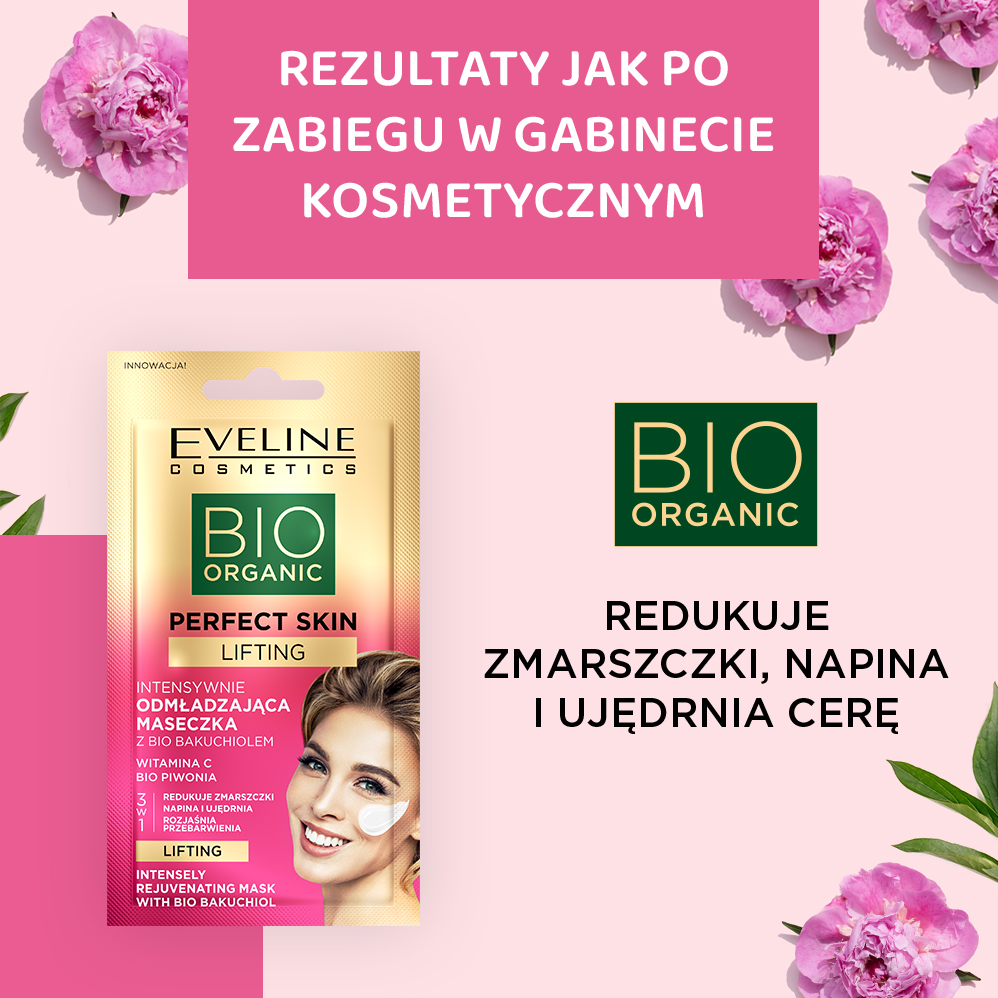 REZULTATY JAK PO
ZABIEGU W GABINECIE
KOSMETYCZNYM
INNOWACJA!
EVELINE
COSMETICS
BIO
ORGANIC
PERFECT SKIN
LIFTING
INTENSYWNIE
ODMŁADZAJĄCA
MASECZKA
Z BIO BAKUCHIOLEM
WITAMINA C
BIO PIWONIA
3 W 1
REDUKUJE ZMARSZCZKI
NAPINA I UJĘDRNIA
ROZJAŚNIA
PRZEBARWIENIA
LIFTING
INTENSELY
REJUVENATING MASK
WITH BIO BAKUCHIOL
BIO
ORGANIC
REDUKUJE
ZMARSZCZKI, NAPINA
I UJĘDRNIA CERĘ